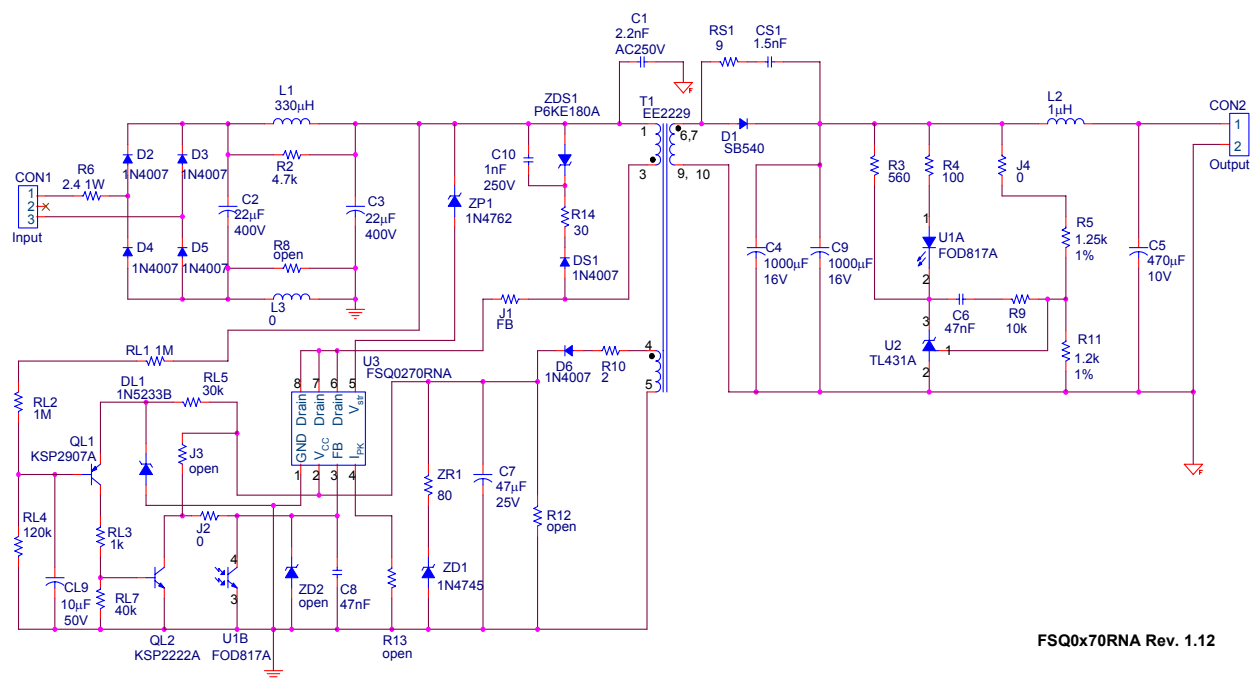 C1
2.2nF
AC250V
RS1
9
CS1
1.5nF
L1
330µH
ZDS1
P6KE180A
T1
EE2229
L2
1µH
CON2
1
2
Output
1
3
6,7
9, 10
D1
SB540
D2
1N4007
D3
1N4007
C10
1nF
250V
R2
4.7k
R6
2.4 1W
CON1
1
2
3
Input
R3
560
R4
100
J4
0
C2
22µF
400V
C3
22µF
400V
ZP1
1N4762
R14
30
1
U1A
FOD817A
2
R5
1.25k
1%
D4
1N4007
D5
1N4007
R8
open
DS1
1N4007
C4
1000µF
16V
C9
1000µF
16V
C5
470µF
10V
L3
0
J1
FB
C6
47nF
R9
10k
3
U2
TL431A
1
2
R11
1.2k
1%
RL1 1M
U3
FSQ0270RNA
D6
1N4007
R10
2
4
5
DL1
1N5233B
RL5
30k
RL2
1M
8
7
6
5
Drain
Drain
Drain
Vstr
GND
VCC
FB
IPK
1
2
3
4
QL1
KSP2907A
J3
open
ZR1
80
C7
47µF
25V
RL4
120k
RL3
1k
J2
0
R12
open
CL9
10µF
50V
RL7
40k
4
3
ZD2
open
C8
47nF
ZD1
1N4745
QL2
KSP2222A
U1B
FOD817A
R13
open
FSQ0x70RNA Rev. 1.12
F
F